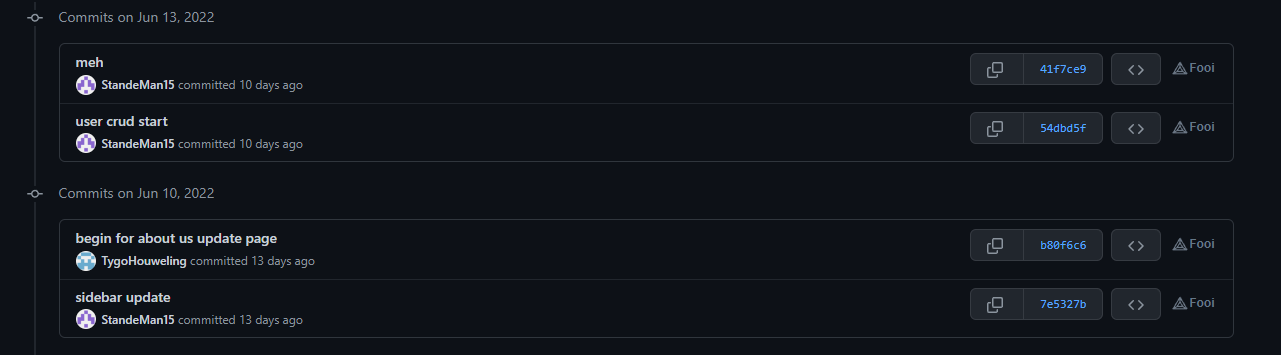 Commits on Jun 13, 2022
meh
StandeMan15 committed 10 days ago
41f7ce9
Fooi
user crud start
StandeMan15 committed 10 days ago
54dbd5f
Fooi
Commits on Jun 10, 2022
begin for about us update page
TygoHouweling committed 13 days ago
b80f6c6
Fooi
sidebar update
StandeMan15 committed 13 days ago
7e5327b
Fooi